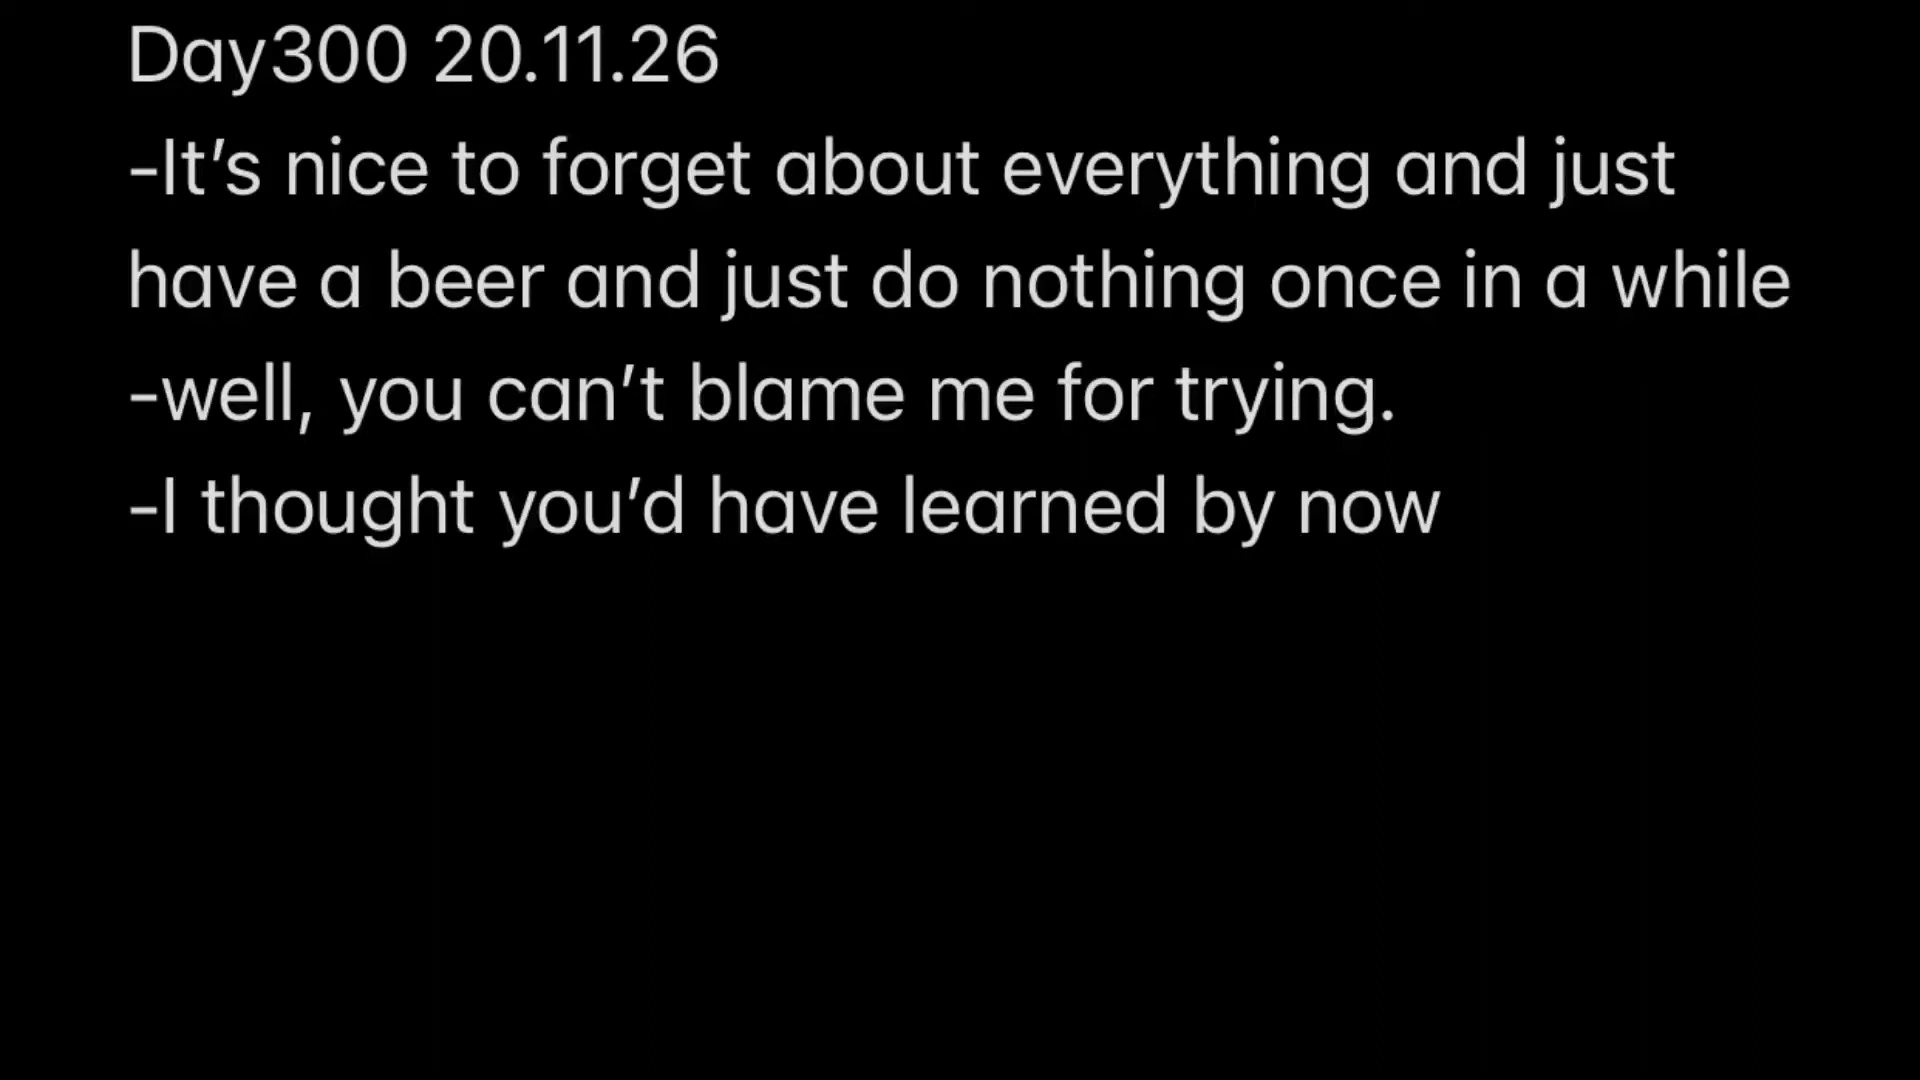 Day300 20.11.26
-It's nice to forget about everything and just
have a beer and just do nothing once in a while
-well, you can't blame me for trying.
-I thought you'd have learned by now